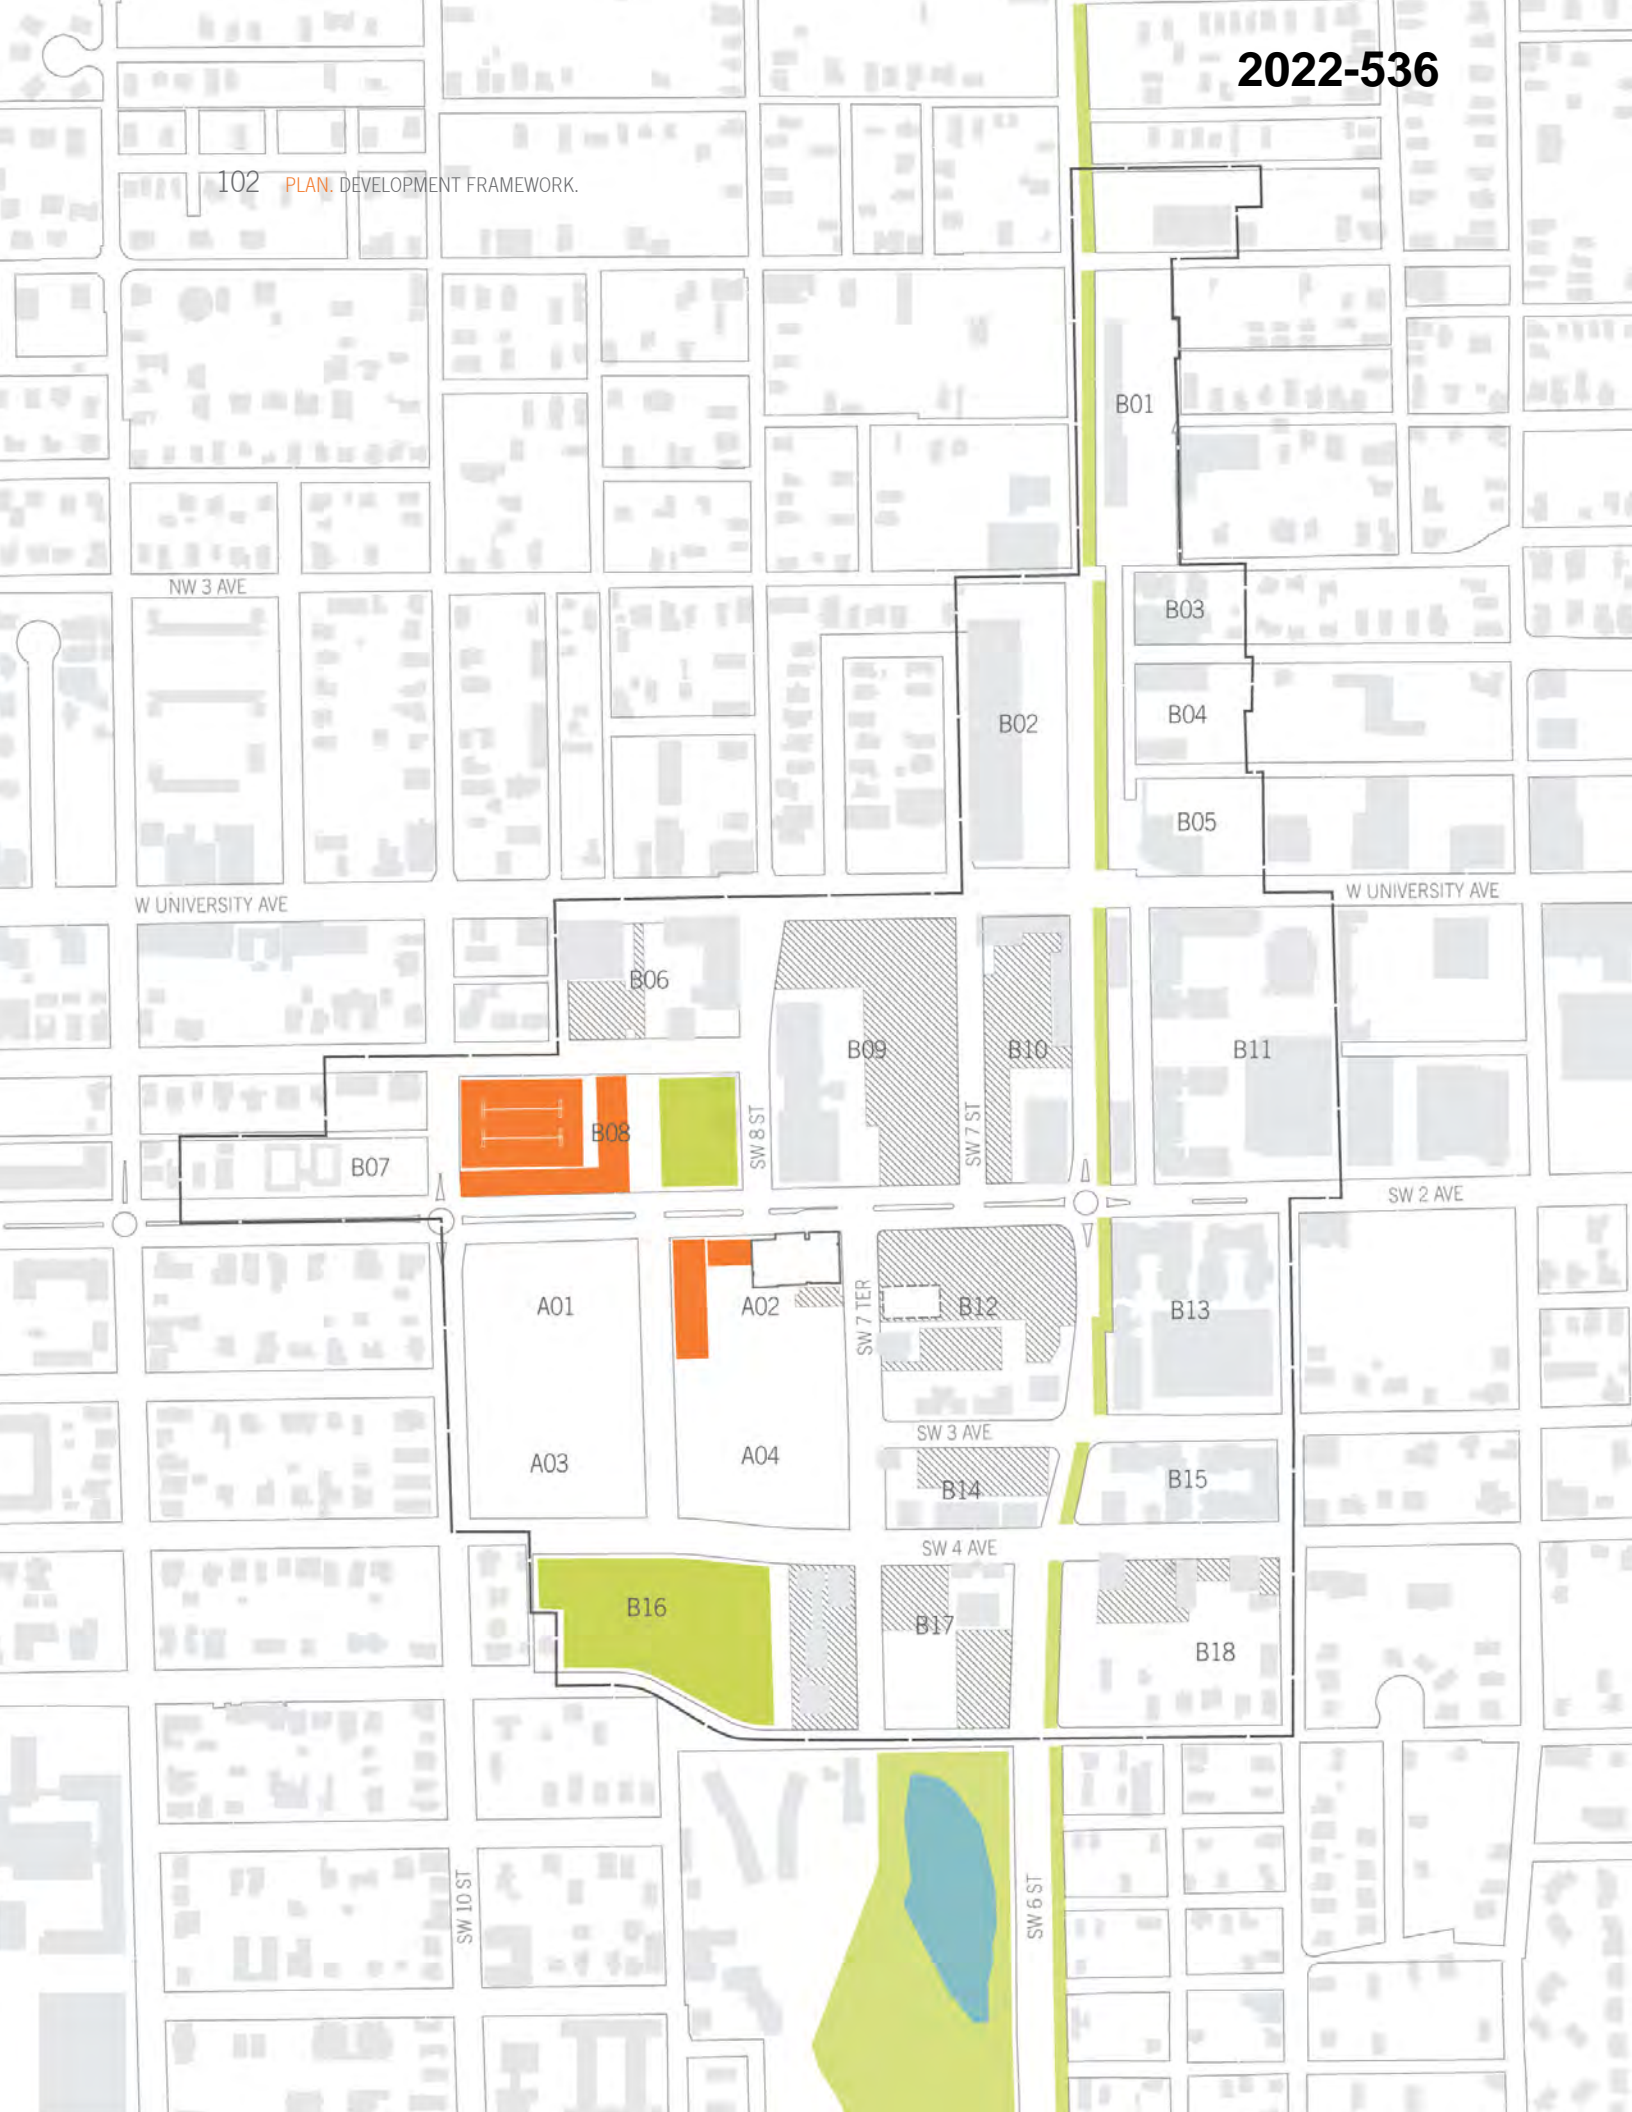 2022-536
102 PLAN. DEVELOPMENT FRAMEWORK.
B01
NW 3 AVE
B03
B04
B02
B05
W UNIVERSITY AVE
W UNIVERSITY AVE
B06
B09
B10
B11
B08
SW 8 ST
SW 7 ST
B07
SW 2 AVE
A01
A02
SW 7 TER
B12
B13
SW 3 AVE
A03
A04
B14
B15
SW 4 AVE
B16
B17
B18
SW 10 ST
SW 6 ST